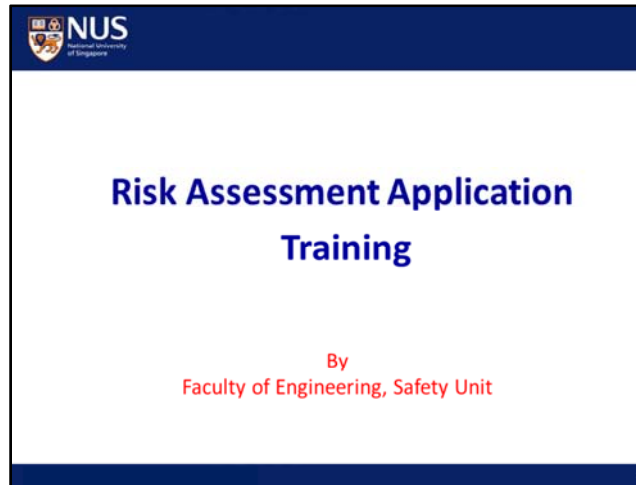 NUS
National University
of Singapore
Risk Assessment Application
Training
By
Faculty of Engineering, Safety Unit